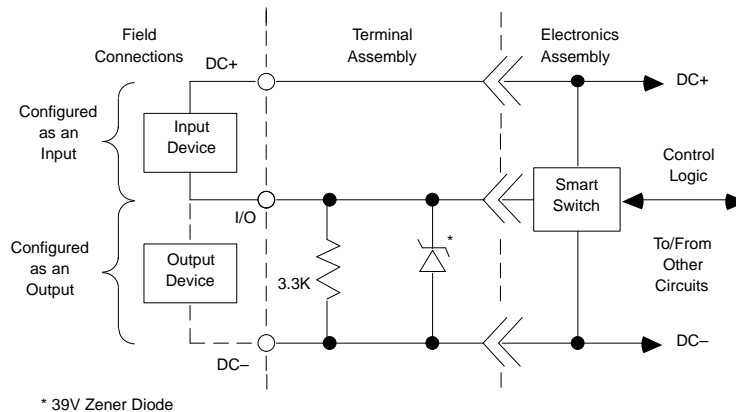 Field
Connections
Terminal
Assembly
Electronics
Assembly
DC+
DC+
Configured
as an
Input
Input
Device
Smart
Switch
Control
Logic
I/O
Configured
as an
Output
Output
Device
3.3K
*
To/From
Other
Circuits
DC–
DC–
* 39V Zener Diode